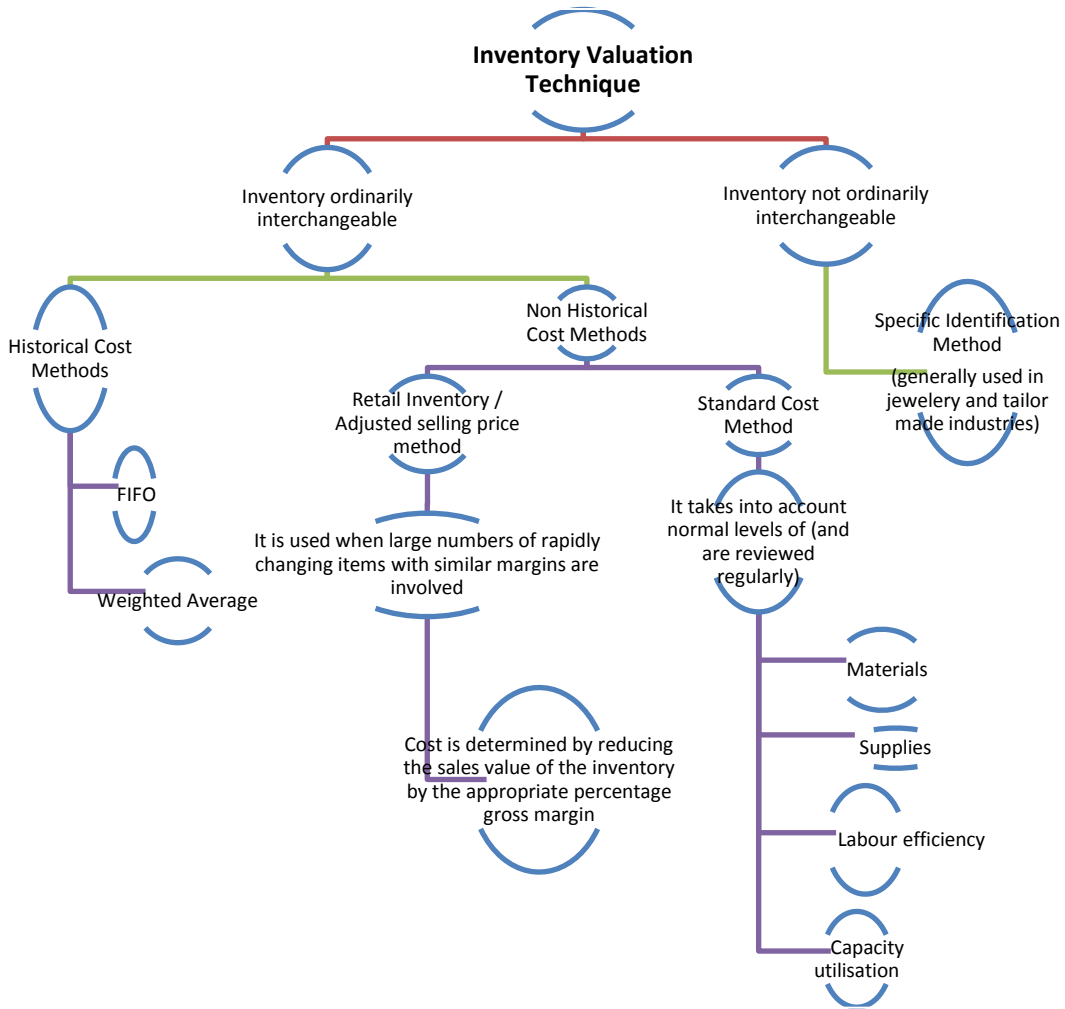 Inventory Valuation
Technique
Inventory ordinarily
interchangeable
Inventory not ordinarily
interchangeable
Historical Cost
Methods
Non Historical
Cost Methods
Specific Identification
Method
(generally used in
jewelery and tailor
made industries)
FIFO
Weighted Average
Retail Inventory /
Adjusted selling price
method
Standard Cost
Method
It is used when large numbers of rapidly
changing items with similar margins are
involved
It takes into account
normal levels of (and
are reviewed
regularly)
Cost is determined by reducing
the sales value of the inventory
by the appropriate percentage
gross margin
Materials
Supplies
Labour efficiency
Capacity
utilisation